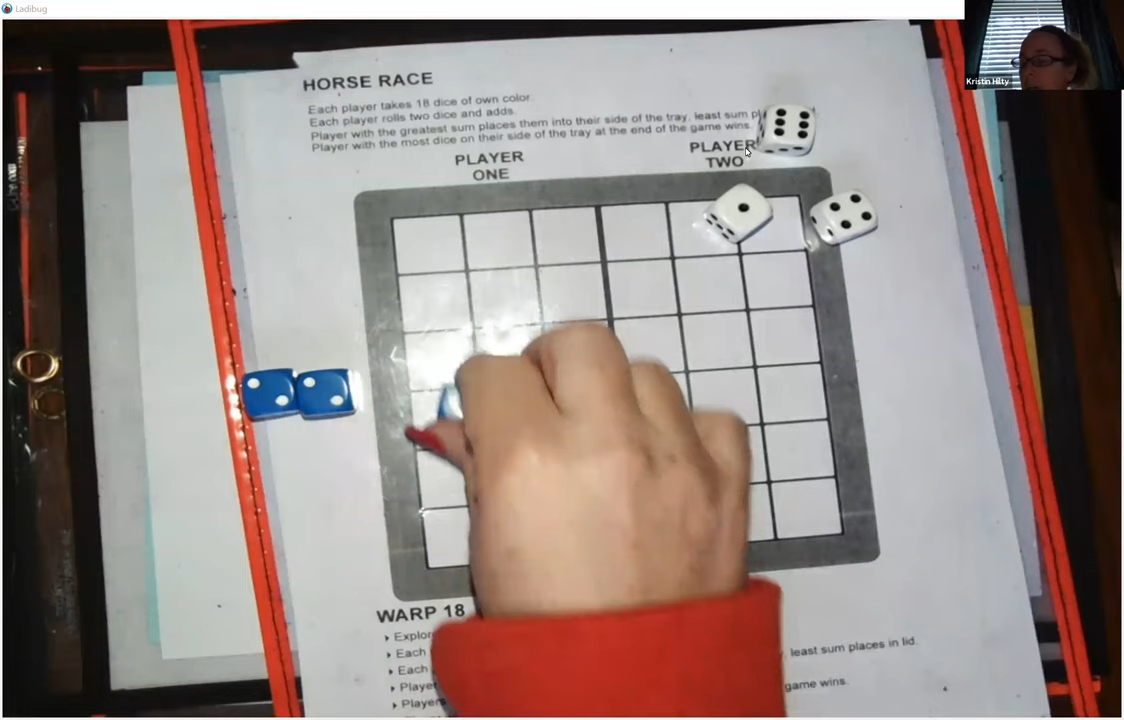 Ladibug
Kristin Hilty
HORSE RACE
Each player takes 18 dice of own color.
Each player rolls two dice and adds.
Player with the greatest sum places them into their side of the tray, least sum
Player with the most dice on their side of the tray at the end of the game wins.
PLAYER ONE
PLAYER TWO
WARP 18
Each
least sum places in lid.
Each
Player
game wins.
Players